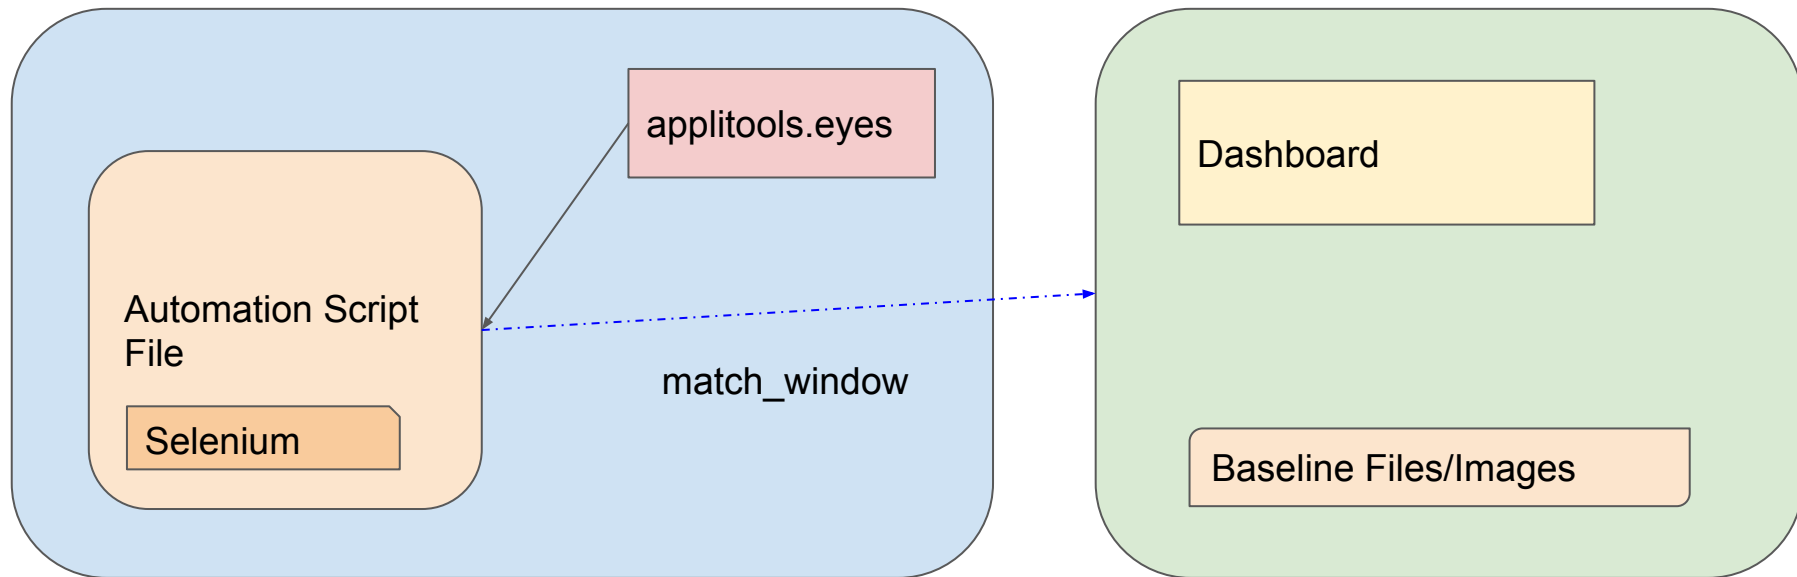 applitools.eyes
Automation Script
File
Selenium
match_window
Dashboard
Baseline Files/Images